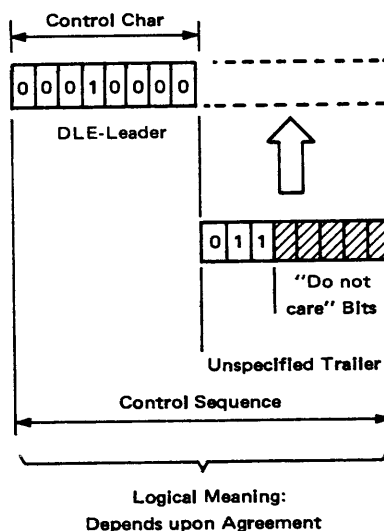 Control Char
0 0 0 1 0 0 0 0
DLE-Leader
0 1 1
"Do not
care" Bits
Unspecified Trailer
Control Sequence
Logical Meaning:
Depends upon Agreement